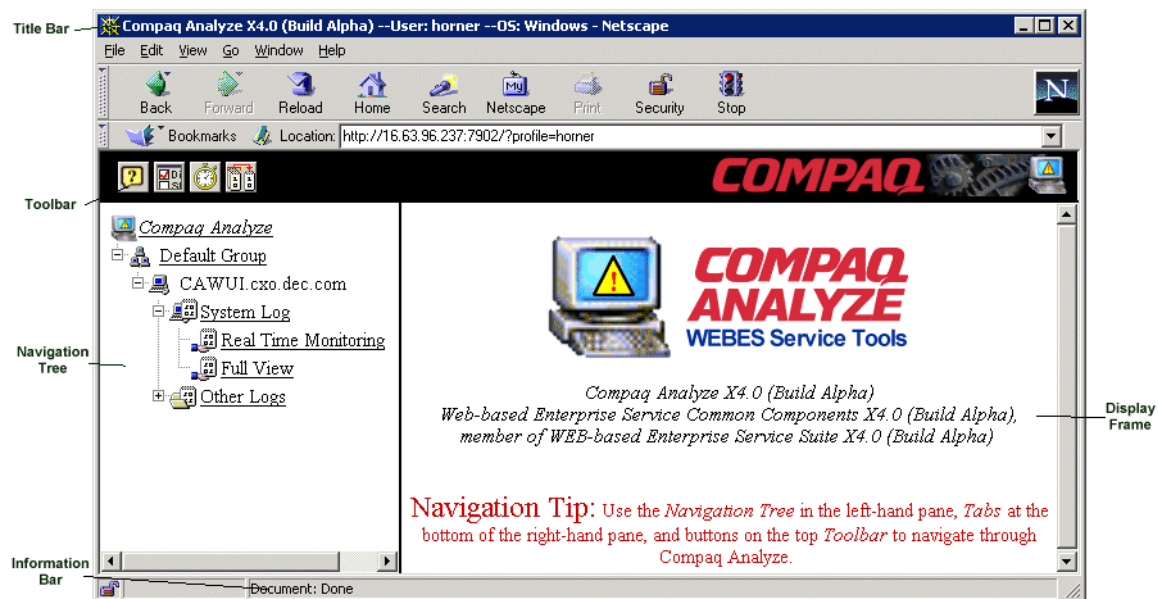 Title Bar
Compaq Analyze X4.0 (Build Alpha) --User: horner --OS: Windows - Netscape
File Edit View Go Window Help
Back Forward Reload Home Search Netscape Print Security Stop
My
N
Bookmarks Location: http://16.63.96.237:7902/?profile=horner
Toolbar
? Di
SI
COMPAQ
Compaq Analyze
Default Group
CAWUI.cxo.dec.com
System Log
Real Time Monitoring
Full View
Other Logs
Navigation
Tree
COMPAQ
ANALYZE
WEBES Service Tools
Compaq Analyze X4.0 (Build Alpha)
Web-based Enterprise Service Common Components X4.0 (Build Alpha),
member of WEB-based Enterprise Service Suite X4.0 (Build Alpha)
Display
Frame
Navigation Tip: Use the Navigation Tree in the left-hand pane, Tabs at the
bottom of the right-hand pane, and buttons on the top Toolbar to navigate through
Compaq Analyze.
Information
Bar
Document: Done